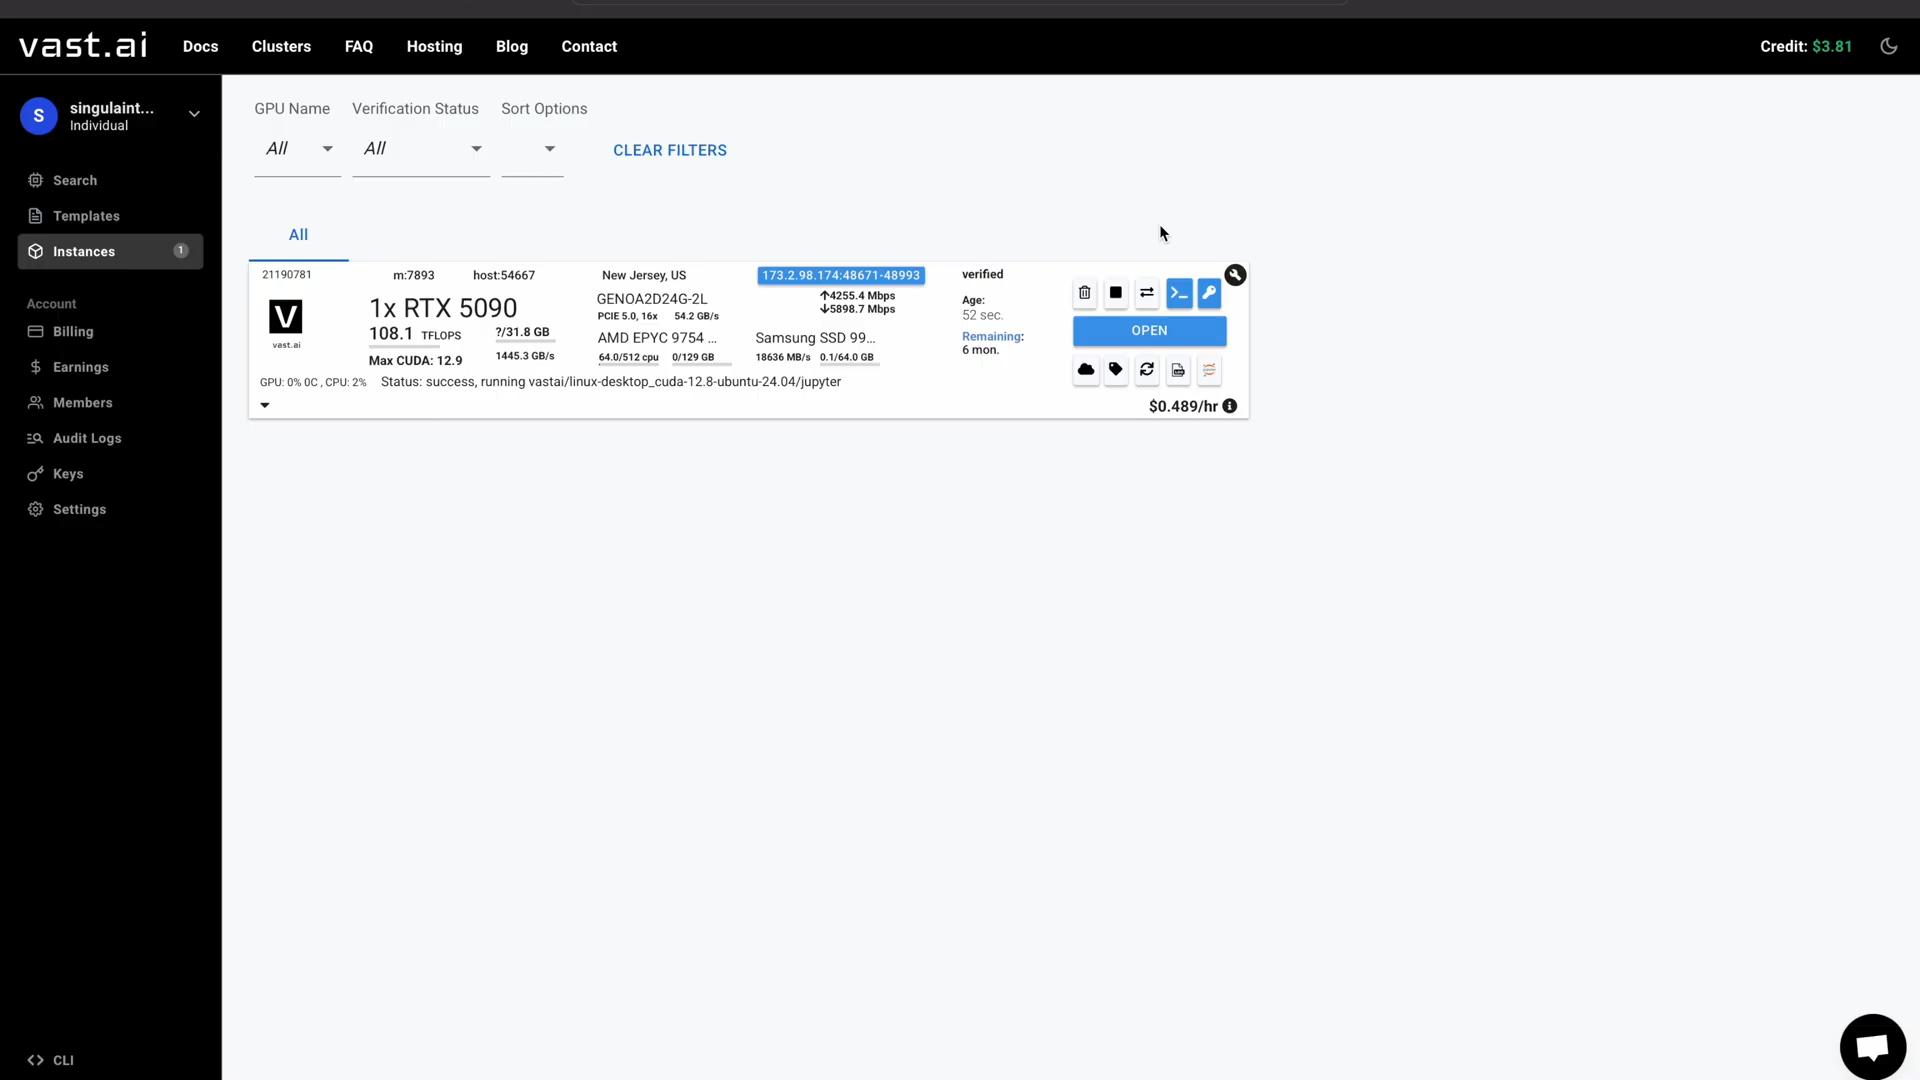 vast.ai
Docs
Clusters
FAQ
Hosting
Blog
Contact
Credit: $3.81
S
singulaint...
Individual
Search
Templates
Instances
1
Account
Billing
Earnings
Members
Audit Logs
Keys
Settings
CLI
GPU Name
Verification Status
Sort Options
All
All
CLEAR FILTERS
All
21190781
m:7893
host:54667
New Jersey, US
173.2.98.174:48671-48993
verified
V
vast.ai
1x RTX 5090
108.1 TFLOPS
?/31.8 GB
Max CUDA: 12.9
1445.3 GB/s
GENOA2D24G-2L
PCIE 5.0, 16x
54.2 GB/s
AMD EPYC 9754 ...
64.0/512 cpu
0/129 GB
4255.4 Mbps
5898.7 Mbps
Samsung SSD 99...
18636 MB/s
0.1/64.0 GB
Age:
52 sec.
Remaining:
6 mon.
OPEN
GPU: 0% 0C , CPU: 2%
Status: success, running vastai/linux-desktop_cuda-12.8-ubuntu-24.04/jupyter
$0.489/hr